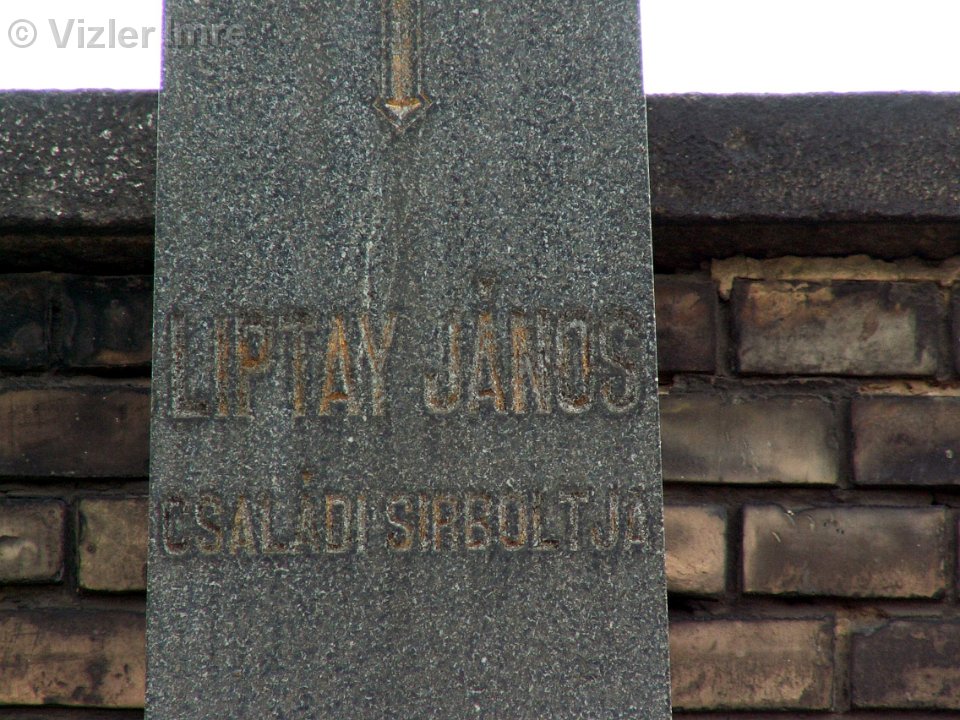 © Vizler Imre
LIPTAY JÁNOS
CSALÁDI SIRBOLTJA